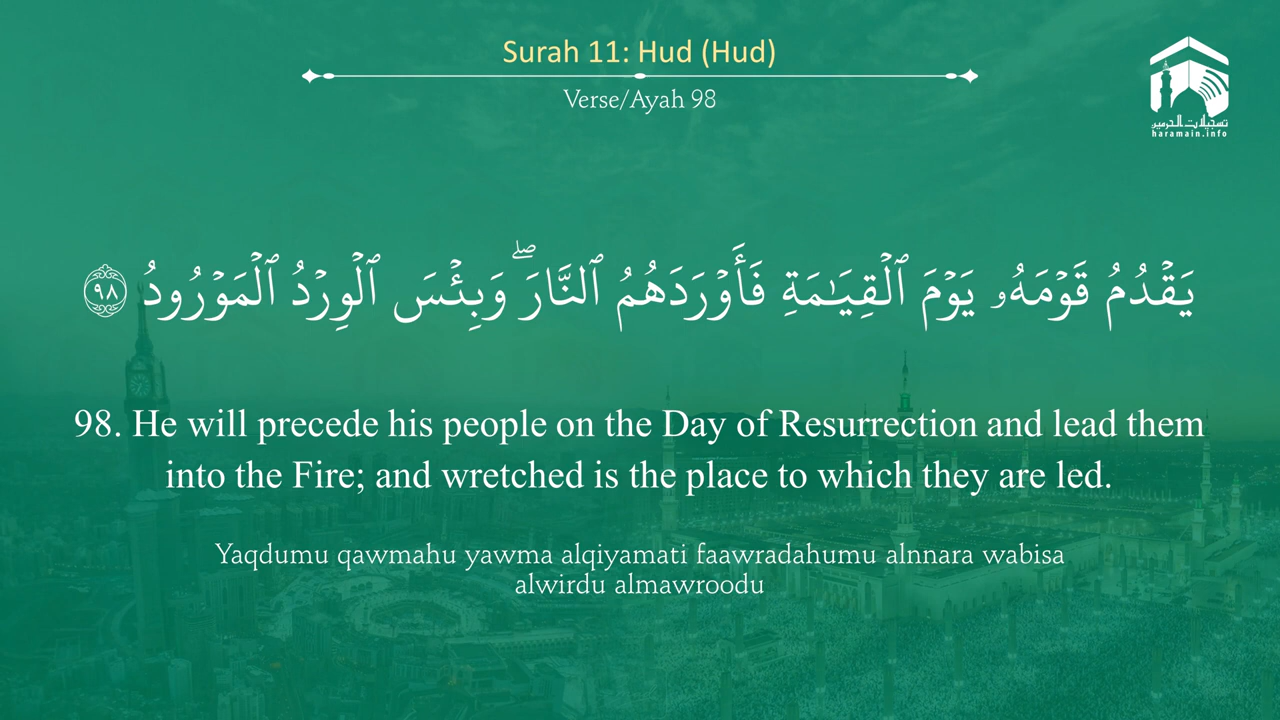 Surah 11: Hud (Hud)
Verse/Ayah 98
تسجيلات الحرمين
haramain.info
يَقْدُمُ قَوْمَهُۥ يَوْمَ ٱلْقِيَـٰمَةِ فَأَوْرَدَهُمُ ٱلنَّارَ ۖ وَبِئْسَ ٱلْوِرْدُ ٱلْمَوْرُودُ ٩٨
98. He will precede his people on the Day of Resurrection and lead them
into the Fire; and wretched is the place to which they are led.
Yaqdumu qawmahu yawma alqiyamati faawradahumu alnnara wabisa
alwirdu almawroodu